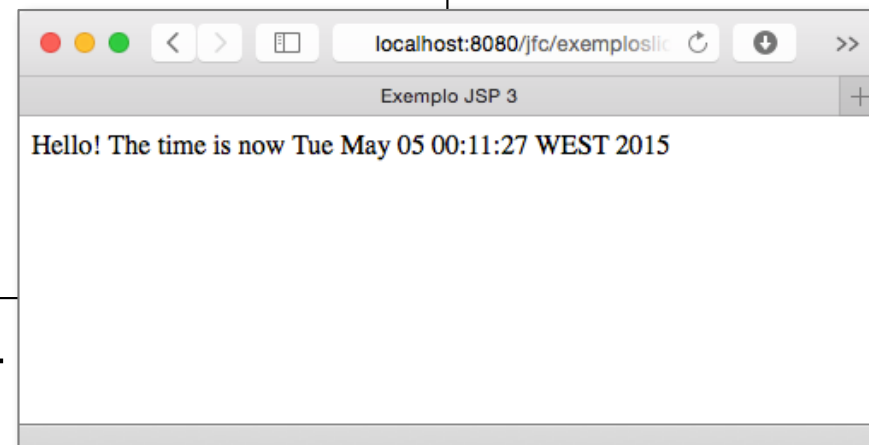 localhost:8080/jfc/exemploslic
>>
Exemplo JSP 3
+
Hello! The time is now Tue May 05 00:11:27 WEST 2015
.